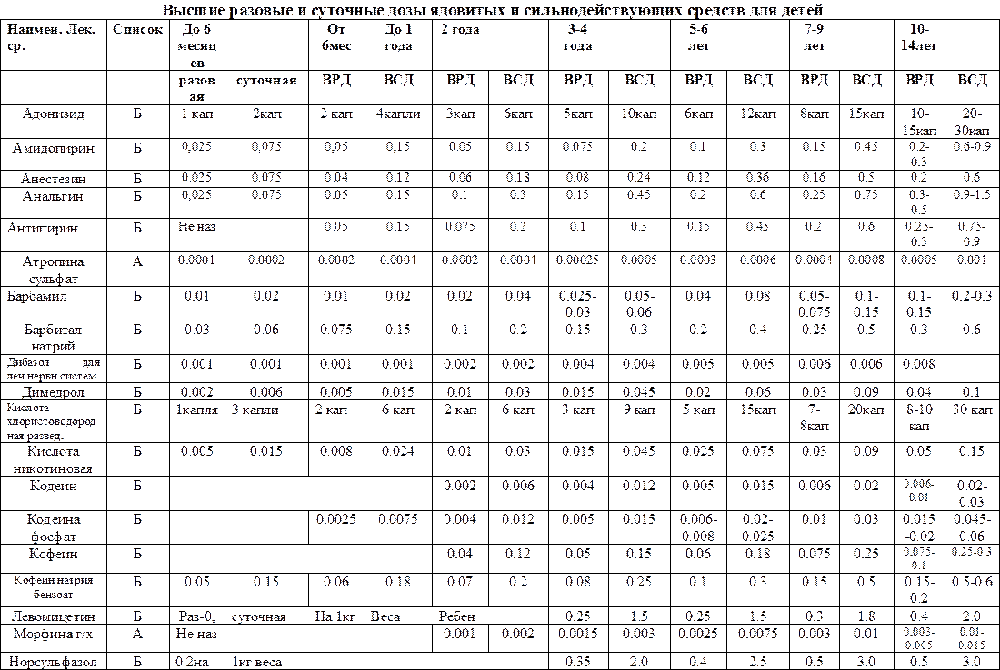 Высшие разовые и суточные дозы ядовитых и сильнодействующих средств для детей
Наимен. Лек. ср. Список До 6 месяцев От 6мес До 1 года 2 года 3-4 года 5-6 лет 7-9 лет 10-14лет
разовая суточная ВРД ВСД ВРД ВСД ВРД ВСД ВРД ВСД ВРД ВСД ВРД ВСД
Адонизид Б 1 кап 2кап 2 кап 4капли 3кап 6кап 5кап 10кап 6кап 12кап 8кап 15кап 10-15кап 20-30кап
Амидопирин Б 0,025 0,075 0,05 0,15 0.05 0.15 0.075 0.2 0.1 0.3 0.15 0.45 0.2-0.3 0.6-0.9
Анестезин Б 0.025 0.075 0.04 0.12 0.06 0.18 0.08 0.24 0.12 0.36 0.16 0.5 0.2 0.6
Анальгин Б 0,025 0.075 0.05 0.15 0.1 0.3 0.15 0.45 0.2 0.6 0.25 0.75 0.3-0.5 0.9-1.5
Антипирин Б Не наз 0.05 0.15 0.075 0.2 0.1 0.3 0.15 0.45 0.2 0.6 0.25-0.3 0.75-0.9
Атропина сульфат А 0.0001 0.0002 0.0002 0.0004 0.0002 0.0004 0.00025 0.0005 0.0003 0.0006 0.0004 0.0008 0.0005 0.001
Барбамил Б 0.01 0.02 0.01 0.02 0.02 0.04 0.025-0.03 0.05-0.06 0.04 0.08 0.05-0.075 0.1-0.15 0.1-0.15 0.2-0.3
Барбитал натрий Б 0.03 0.06 0.075 0.15 0.1 0.2 0.15 0.3 0.2 0.4 0.25 0.5 0.3 0.6
Дибазол для леч.нервн систем Б 0.001 0.001 0.001 0.001 0.002 0.002 0.004 0.004 0.005 0.005 0.006 0.006 0.008
Димедрол Б 0.002 0.006 0.005 0.015 0.01 0.03 0.015 0.045 0.02 0.06 0.03 0.09 0.04 0.1
Кислота хлористоводородная развед. Б 1капля 3 капли 2 кап 6 кап 2 кап 6 кап 3 кап 9 кап 5 кап 15кап 7-8кап 20кап 8-10 кап 30 кап
Кислота никотиновая Б 0.005 0.015 0.008 0.024 0.01 0.03 0.015 0.045 0.025 0.075 0.03 0.09 0.05 0.15
Кодеин Б 0.002 0.006 0.004 0.012 0.005 0.015 0.006 0.02 0.006-0.01 0.02-0.03
Кодеина фосфат Б 0.0025 0.0075 0.004 0.012 0.005 0.015 0.006-0.008 0.02-0.025 0.01 0.03 0.015-0.02 0.045-0.06
Кофеин Б 0.04 0.12 0.05 0.15 0.06 0.18 0.075 0.25 0.075-0.1 0.25-0.3
Кофеин натрия бензоат Б 0.05 0.15 0.06 0.18 0.07 0.2 0.08 0.25 0.1 0.3 0.15 0.5 0.15-0.2 0.5-0.6
Левомицетин Б Раз-0, суточная На 1кг Веса Ребен 0.25 1.5 0.25 1.5 0.3 1.8 0.4 2.0
Морфина г/х А Не наз 0.001 0.002 0.0015 0.003 0.0025 0.0075 0.003 0.01 0.003-0.005 0.01-0.015
Норсульфазол Б 0.2на 1кг веса 0.35 2.0 0.4 2.5 0.5 3.0 0.5 3.0